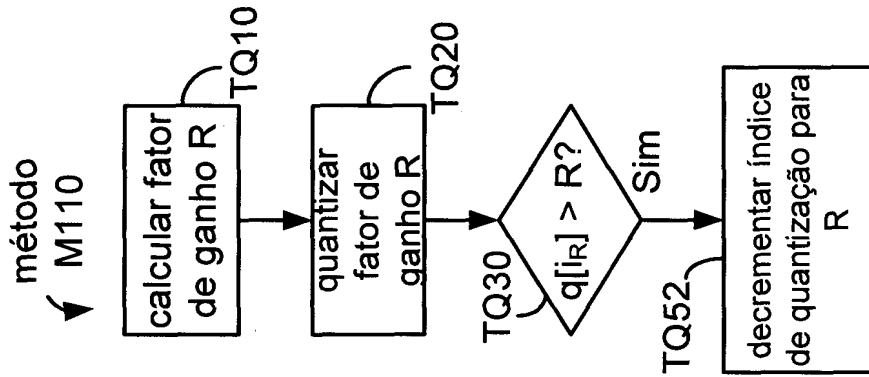 método
M110
calcular fator
de ganho R
TQ10
quantizar
fator de
ganho R
TQ20
TQ30
q[iR] > R?
Sim
TQ52
decrementar índice
de quantização para
R